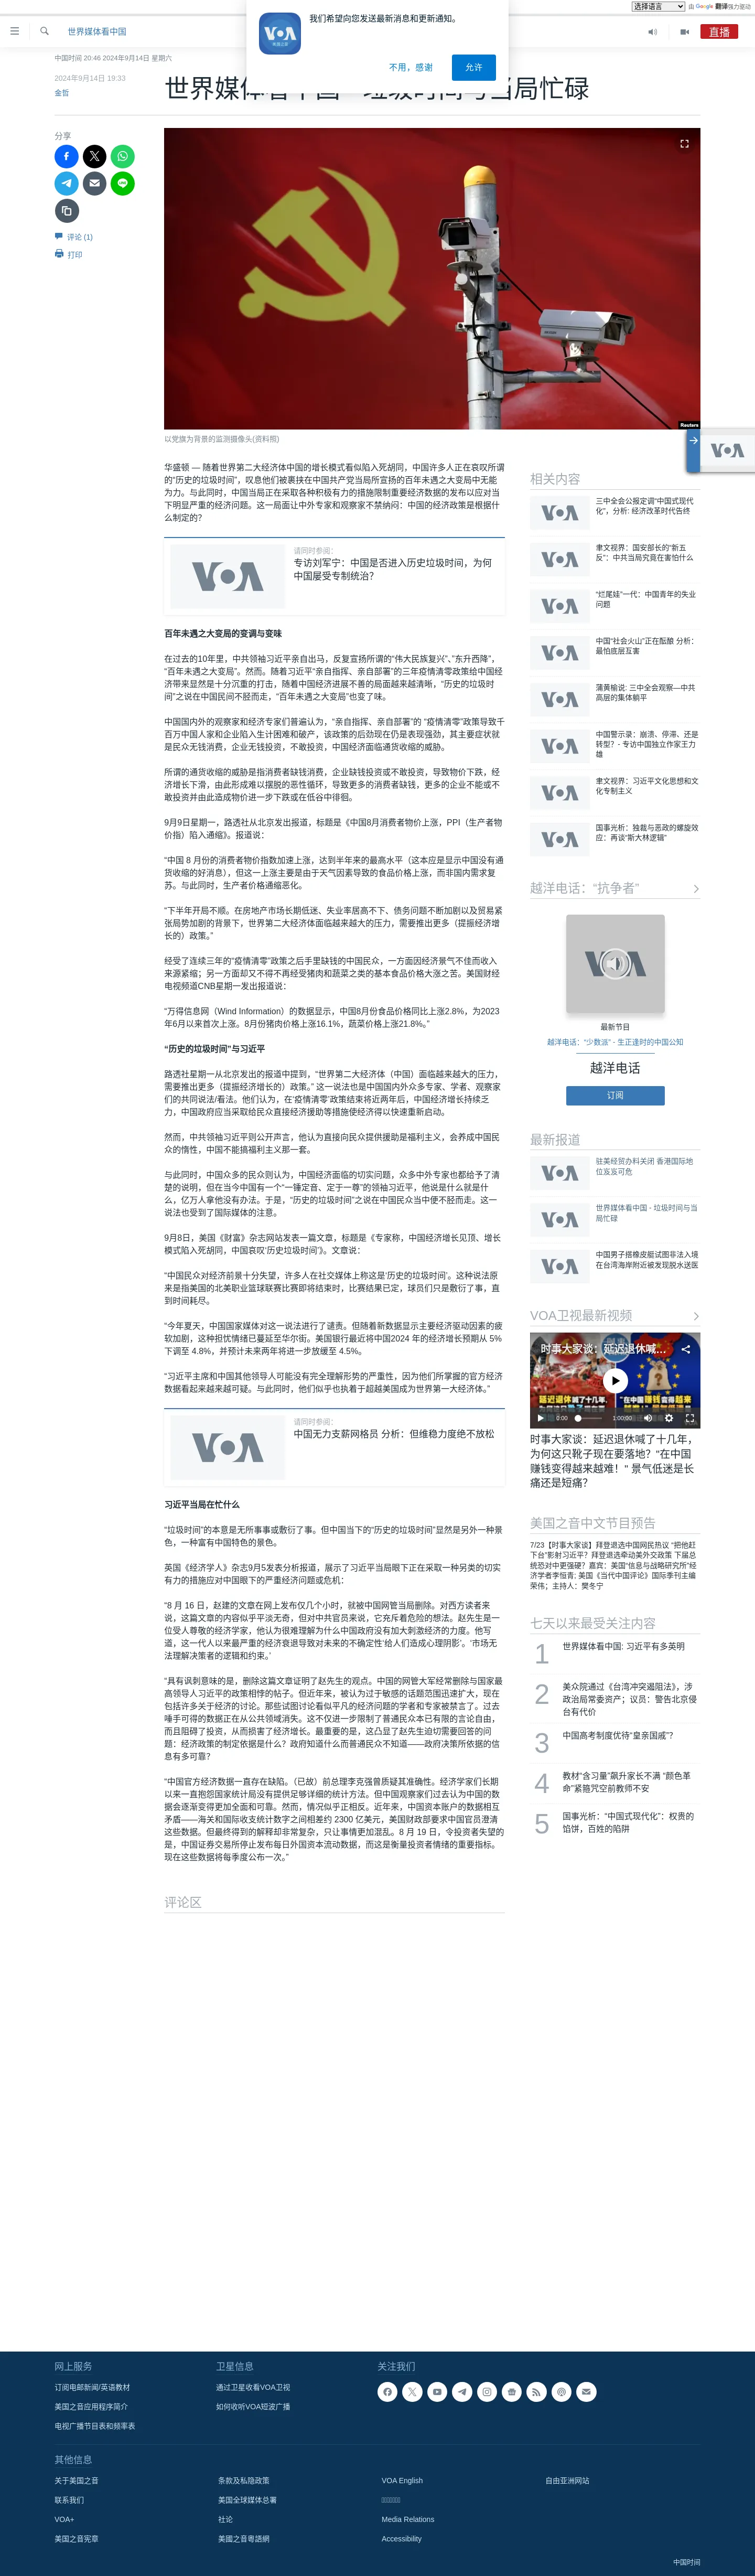 选择语言
由 Google 翻译强力驱动
我们希望向您发送最新消息和更新通知。
不用，感谢
允许
世界媒体看中国
直播
中国时间 20:46 2024年9月14日 星期六
2024年9月14日 19:33
金哲
分享
评论 (1)
打印
Reuters
以党旗为背景的监测摄像头(资料照)
华盛顿 — 随着世界第二大经济体中国的增长模式看似陷入死胡同，中国许多人正在哀叹所谓
的“历史的垃圾时间”，叹息他们被裹挟在中国共产党当局所宣扬的百年未遇之大变局中无能
为力。与此同时，中国当局正在采取各种积极有力的措施限制重要经济数据的发布以应对当
下明显严重的经济问题。这一局面让中外专家和观察家不禁纳闷：中国的经济政策是根据什
么制定的？
请同时参阅：
专访刘军宁：中国是否进入历史垃圾时间，为何
中国屡受专制统治？
百年未遇之大变局的变调与变味
在过去的10年里，中共领袖习近平亲自出马，反复宣扬所谓的“伟大民族复兴”、“东升西降”，
“百年未遇之大变局”。然而。随着习近平“亲自指挥、亲自部署”的三年疫情清零政策给中国经
济带来显然是十分沉重的打击，随着中国经济进展不善的局面越来越清晰，“历史的垃圾时
间”之说在中国民间不胫而走，“百年未遇之大变局”也变了味。
中国国内外的观察家和经济专家们普遍认为，“亲自指挥、亲自部署”的 “疫情清零”政策导致千
百万中国人家和企业陷入生计困难和破产，该政策的后劲现在仍是表现强劲，其主要症状就
是民众无钱消费，企业无钱投资，不敢投资，中国经济面临通货收缩的威胁。
所谓的通货收缩的威胁是指消费者缺钱消费，企业缺钱投资或不敢投资，导致物价下跌，经
济增长下滑，由此形成难以摆脱的恶性循环，导致更多的消费者缺钱，更多的企业不能或不
敢投资并由此造成物价进一步下跌或在低谷中徘徊。
9月9日星期一，路透社从北京发出报道，标题是《中国8月消费者物价上涨，PPI（生产者物
价指）陷入通缩》。报道说：
“中国 8 月份的消费者物价指数加速上涨，达到半年来的最高水平（这本应是显示中国没有通
货收缩的好消息），但这一上涨主要是由于天气因素导致的食品价格上涨，而非国内需求复
苏。与此同时，生产者价格通缩恶化。
“下半年开局不顺。在房地产市场长期低迷、失业率居高不下、债务问题不断加剧以及贸易紧
张局势加剧的背景下，世界第二大经济体面临越来越大的压力，需要推出更多（提振经济增
长的）政策。”
经受了连续三年的“疫情清零”政策之后手里缺钱的中国民众，一方面因经济景气不佳而收入
来源紧缩；另一方面却又不得不再经受猪肉和蔬菜之类的基本食品价格大涨之苦。美国财经
电视频道CNB星期一发出报道说：
“万得信息网（Wind Information）的数据显示，中国8月份食品价格同比上涨2.8%，为2023
年6月以来首次上涨。8月份猪肉价格上涨16.1%，蔬菜价格上涨21.8%。”
“历史的垃圾时间”与习近平
路透社星期一从北京发出的报道中提到，“世界第二大经济体（中国）面临越来越大的压力，
需要推出更多（提振经济增长的）政策。” 这一说法也是中国国内外众多专家、学者、观察家
们的共同说法/看法。他们认为，在‘疫情清零’政策结束将近两年后，中国经济增长持续乏
力，中国政府应当采取给民众直接经济援助等措施使经济得以快速重新启动。
然而，中共领袖习近平则公开声言，他认为直接向民众提供援助是福利主义，会养成中国民
众的惰性，中国不能搞福利主义那一套。
与此同时，中国众多的民众则认为，中国经济面临的切实问题，众多中外专家也都给予了清
楚的说明，但在当今中国有一个“一锤定音、定于一尊”的领袖习近平，他说是什么就是什
么，亿万人拿他没有办法。于是，“历史的垃圾时间”之说在中国民众当中便不胫而走。这一
说法也受到了国际媒体的注意。
9月8日，美国《财富》杂志网站发表一篇文章，标题是《专家称，中国经济增长见顶、增长
模式陷入死胡同，中国哀叹‘历史垃圾时间’》。文章说：
“中国民众对经济前景十分失望，许多人在社交媒体上称这是‘历史的垃圾时间’。这种说法原
来是指美国的北美职业篮球联赛比赛即将结束时，比赛结果已定，球员们只是敷衍了事，直
到时间耗尽。
“今年夏天，中国国家媒体对这一说法进行了谴责。但随着新数据显示主要经济驱动因素的疲
软加剧，这种担忧情绪已蔓延至华尔街。美国银行最近将中国2024 年的经济增长预期从 5%
下调至 4.8%，并预计未来两年将进一步放缓至 4.5%。
“习近平主席和中国其他领导人可能没有完全理解形势的严重性，因为他们所掌握的官方经济
数据看起来越来越可疑。与此同时，他们似乎也执着于超越美国成为世界第一大经济体。”
请同时参阅：
中国无力支薪网格员 分析：但维稳力度绝不放松
习近平当局在忙什么
“垃圾时间”的本意是无所事事或敷衍了事。但中国当下的“历史的垃圾时间”显然是另外一种景
色，一种富有中国特色的景色。
英国《经济学人》杂志9月5发表分析报道，展示了习近平当局眼下正在采取一种另类的切实
有力的措施应对中国眼下的严重经济问题或危机：
“8 月 16 日，赵建的文章在网上发布仅几个小时，就被中国网管当局删除。对西方读者来
说，这篇文章的内容似乎平淡无奇，但对中共官员来说，它充斥着危险的想法。赵先生是一
位受人尊敬的经济学家，他认为很难理解为什么中国政府没有加大刺激经济的力度。他写
道，这一代人以来最严重的经济衰退导致对未来的不确定性‘给人们造成心理阴影’。‘市场无
法理解决策者的逻辑和约束。’
“具有讽刺意味的是，删除这篇文章证明了赵先生的观点。中国的网管大军经常删除与国家最
高领导人习近平的政策相悖的帖子。但近年来，被认为过于敏感的话题范围迅速扩大，现在
包括许多关于经济的讨论。那些试图讨论看似平凡的经济问题的学者和专家被禁言了。过去
唾手可得的数据正在从公共领域消失。这不仅进一步限制了普通民众本已有限的言论自由，
而且阻碍了投资，从而损害了经济增长。最重要的是，这凸显了赵先生迫切需要回答的问
题：经济政策的制定依据是什么？政府知道什么而普通民众不知道——政府决策所依据的信
息有多可靠？
“中国官方经济数据一直存在缺陷。（已故）前总理李克强曾质疑其准确性。经济学家们长期
以来一直抱怨国家统计局没有提供足够详细的统计方法。但中国观察家们过去认为中国的数
据会逐渐变得更加全面和可靠。然而，情况似乎正相反。近年来，中国资本账户的数据相互
矛盾——海关和国际收支统计数字之间相差约 2300 亿美元，美国财政部要求中国官员澄清
这些数据。但最终得到的解释却非常复杂，只让事情更加混乱。8 月 19 日，令投资者失望的
是，中国证券交易所停止发布每日外国资本流动数据，而这是衡量投资者情绪的重要指标。
现在这些数据将每季度公布一次。”
评论区
相关内容
三中全会公报定调“中国式现代
化”，分析: 经济改革时代告终
聿文视界：国安部长的“新五
反”：中共当局究竟在害怕什么
“烂尾娃”一代：中国青年的失业
问题
中国“社会火山”正在酝酿 分析：
最怕底层互害
蒲黄榆说: 三中全会观察—中共
高层的集体躺平
中国警示录：崩溃、停滞、还是
转型？ - 专访中国独立作家王力
雄
聿文视界：习近平文化思想和文
化专制主义
国事光析：独裁与恶政的螺旋效
应：再谈“斯大林逻辑”
越洋电话：“抗争者”
最新节目
越洋电话：“少数派” - 生正逢时的中国公知
越洋电话
订阅
最新报道
驻美经贸办料关闭 香港国际地
位岌岌可危
世界媒体看中国 - 垃圾时间与当
局忙碌
中国男子搭橡皮艇试图非法入境
在台湾海岸附近被发现脱水送医
VOA卫视最新视频
时事大家谈：延迟退休喊...
0:00
1:00:00
时事大家谈：延迟退休喊了十几年，
为何这只靴子现在要落地？“在中国
赚钱变得越来越难！” 景气低迷是长
痛还是短痛？
美国之音中文节目预告
7/23【时事大家谈】拜登退选中国网民热议 “把他赶
下台”影射习近平？拜登退选牵动美外交政策 下届总
统恐对中更强硬？嘉宾：美国“信息与战略研究所”经
济学者李恒青; 美国《当代中国评论》国际季刊主编
荣伟；主持人：樊冬宁
七天以来最受关注内容
1 世界媒体看中国: 习近平有多英明
2 美众院通过《台湾冲突遏阻法》，涉
政治局常委资产；议员：警告北京侵
台有代价
3 中国高考制度优待“皇亲国戚”？
4 教材“含习量”飙升家长不满 “颜色革
命”紧箍咒空前教师不安
5 国事光析：“中国式现代化”：权贵的
馅饼，百姓的陷阱
网上服务
订阅电邮新闻/英语教材
美国之音应用程序简介
电视广播节目表和频率表
卫星信息
通过卫星收看VOA卫视
如何收听VOA短波广播
关注我们
其他信息
关于美国之音
条款及私隐政策
VOA English
自由亚洲网站
联系我们
美国全球媒体总署
VOA+
社论
Media Relations
美国之音宪章
美國之音粵語網
Accessibility
中国时间